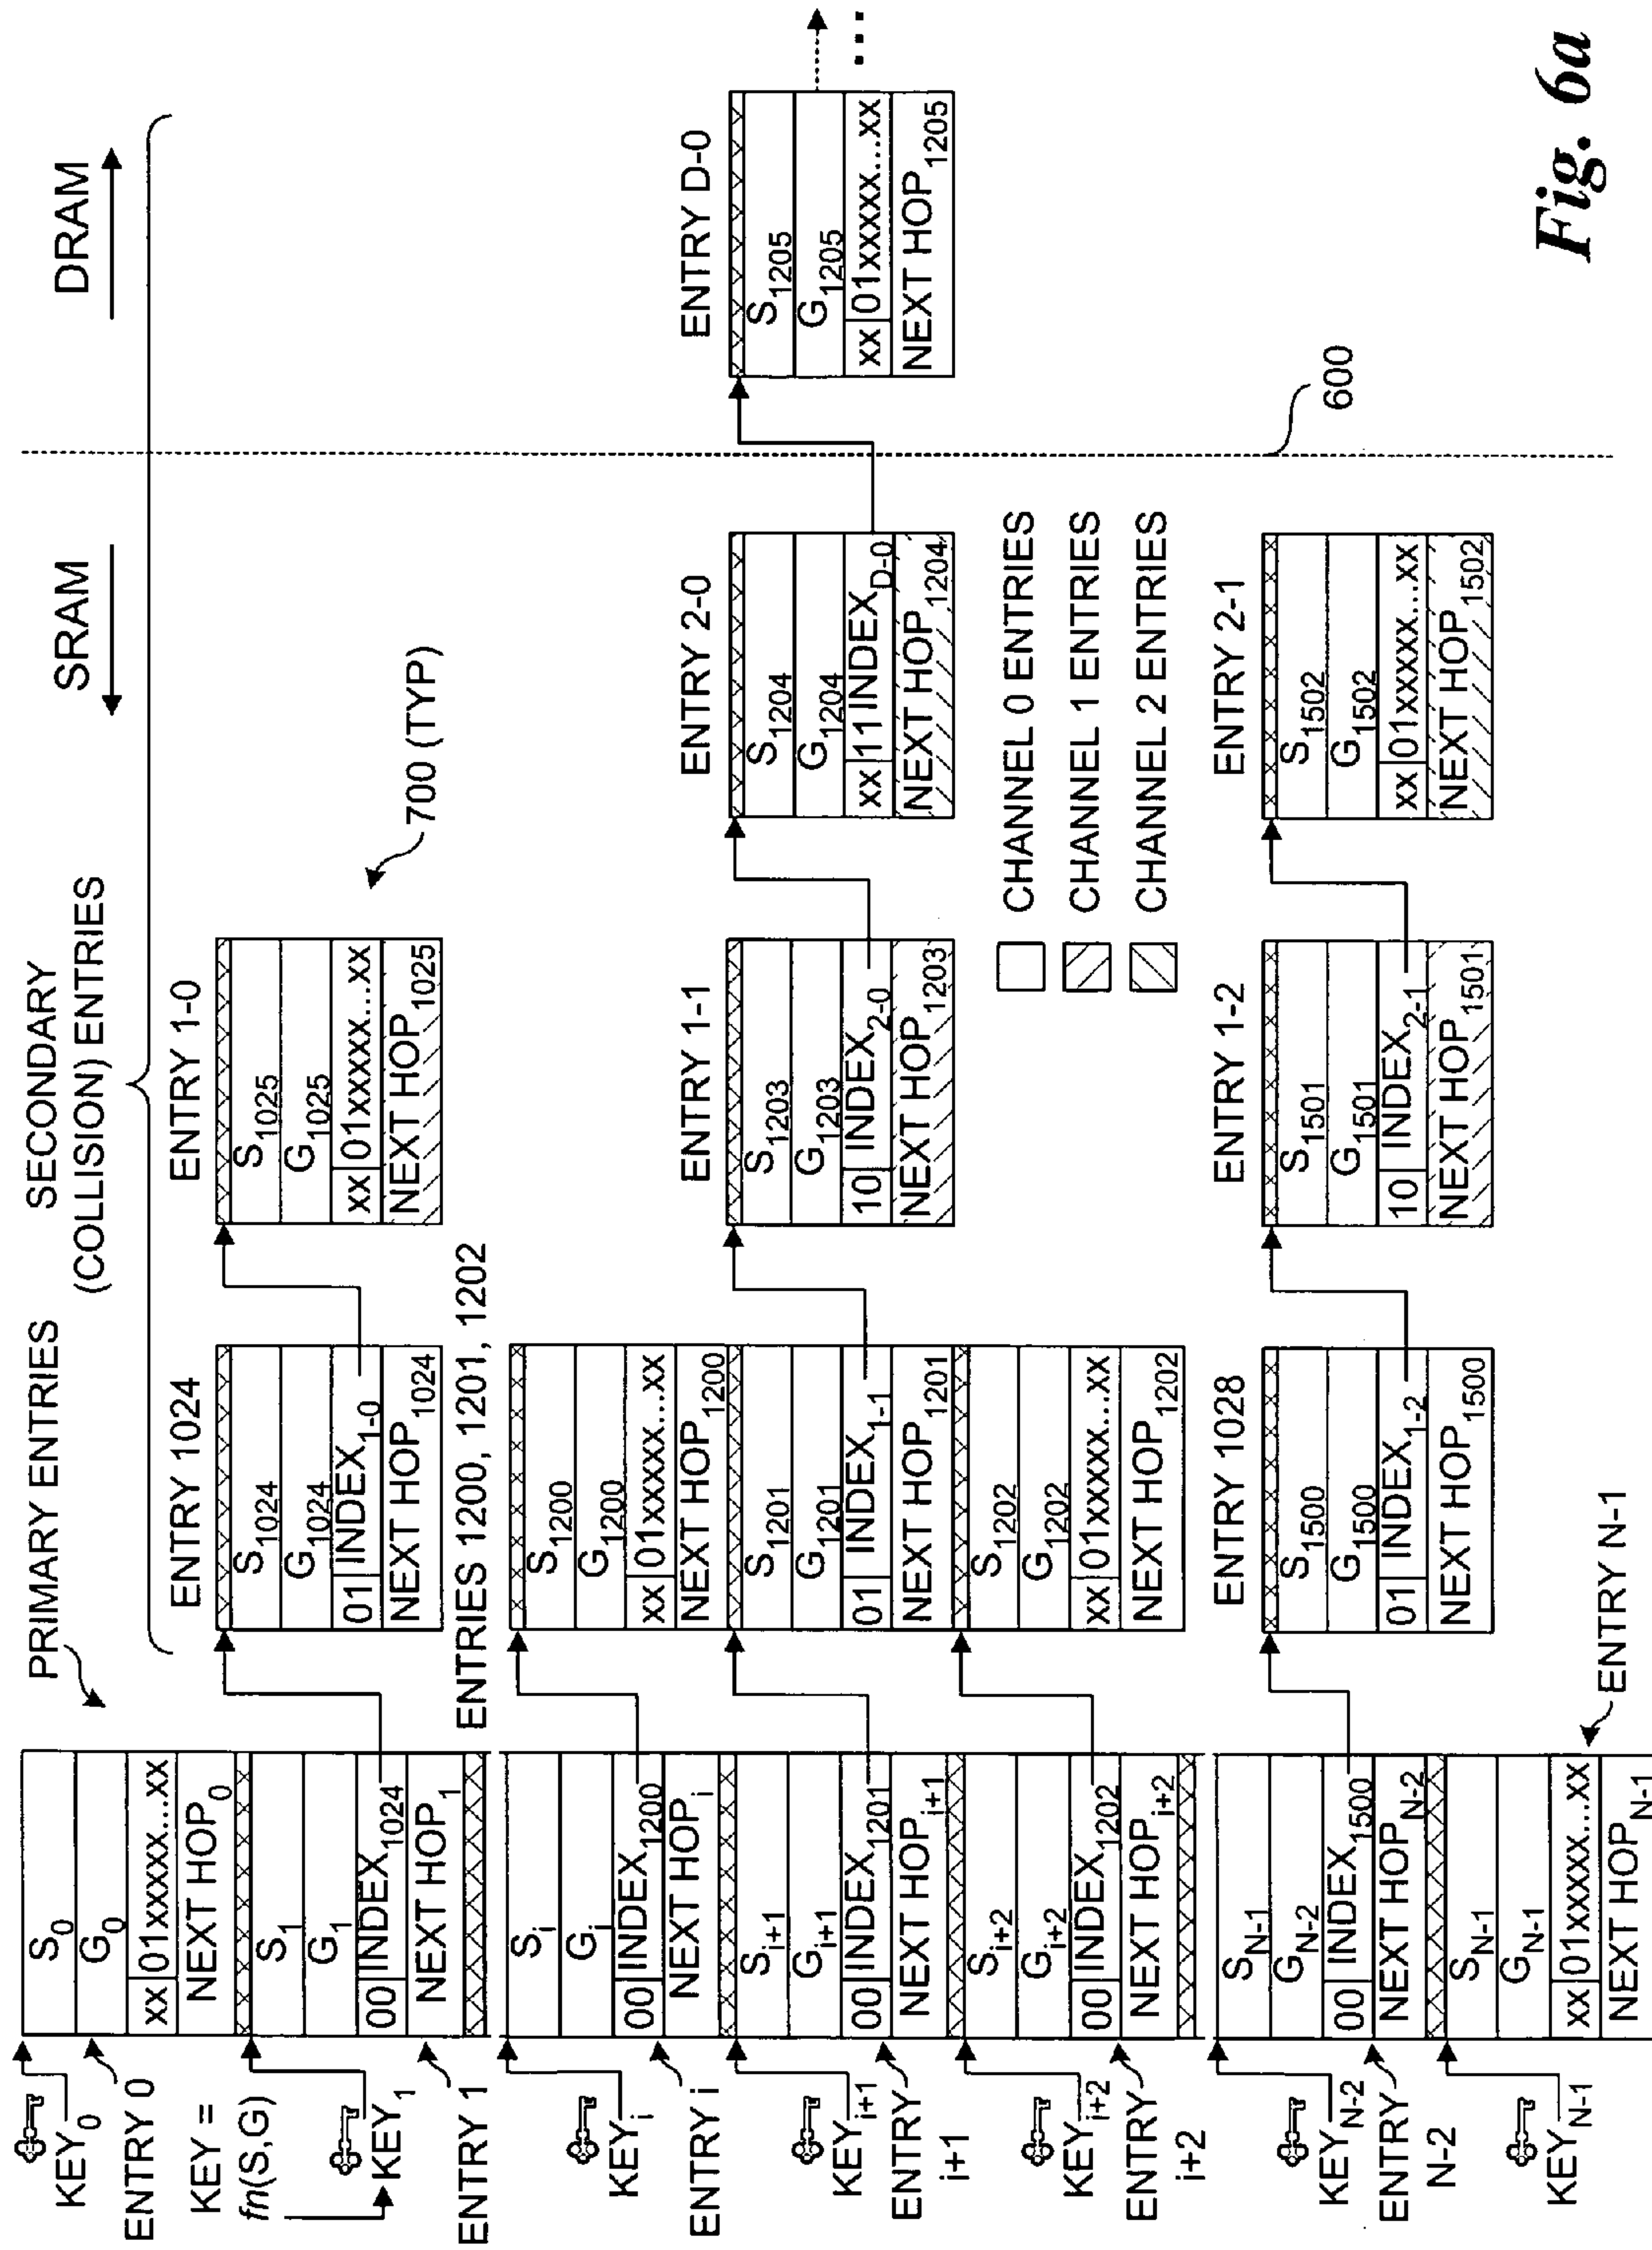 SRAM
DRAM
PRIMARY ENTRIES
SECONDARY
(COLLISION) ENTRIES
KEY0
ENTRY 0
KEY =
fn(S,G)
KEY1
ENTRY 1
S0
G0
xx 01xxxxx...xx
NEXT HOP0
S1
G1
00 INDEX1024
NEXT HOP1
ENTRY 1024
S1024
G1024
01 INDEX1-0
NEXT HOP1024
ENTRY 1-0
S1025
G1025
xx 01xxxxx...xx
NEXT HOP1025
700 (TYP)
ENTRIES 1200, 1201, 1202
KEYi
ENTRY i
Si
Gi
00 INDEX1200
NEXT HOPi
S1200
G1200
xx 01xxxxx...xx
NEXT HOP1200
KEYi+1
ENTRY
i+1
Si+1
Gi+1
00 INDEX1201
NEXT HOPi+1
S1201
G1201
01 INDEX1-1
NEXT HOP1201
ENTRY 1-1
S1203
G1203
10 INDEX2-0
NEXT HOP1203
ENTRY 2-0
S1204
G1204
xx 11INDEXD-0
NEXT HOP1204
ENTRY D-0
S1205
G1205
xx 01xxxxx...xx
NEXT HOP1205
...
KEYi+2
ENTRY
i+2
Si+2
Gi+2
00 INDEX1202
NEXT HOPi+2
S1202
G1202
xx 01xxxxx...xx
NEXT HOP1202
CHANNEL 0 ENTRIES
CHANNEL 1 ENTRIES
CHANNEL 2 ENTRIES
600
KEYN-2
ENTRY
N-2
SN-1
GN-2
00 INDEX1500
NEXT HOPN-2
ENTRY 1028
S1500
G1500
01 INDEX1-2
NEXT HOP1500
ENTRY 1-2
S1501
G1501
10 INDEX2-1
NEXT HOP1501
ENTRY 2-1
S1502
G1502
xx 01xxxxx...xx
NEXT HOP1502
KEYN-1
SN-1
GN-1
xx 01xxxxx...xx
NEXT HOPN-1
ENTRY N-1
Fig. 6a